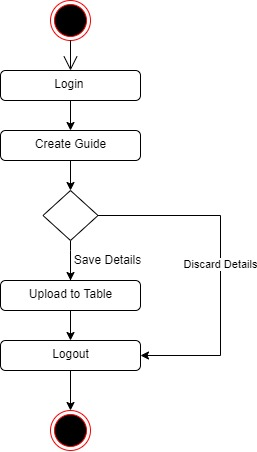 Login
Create Guide
Save Details
Discard Details
Upload to Table
Logout